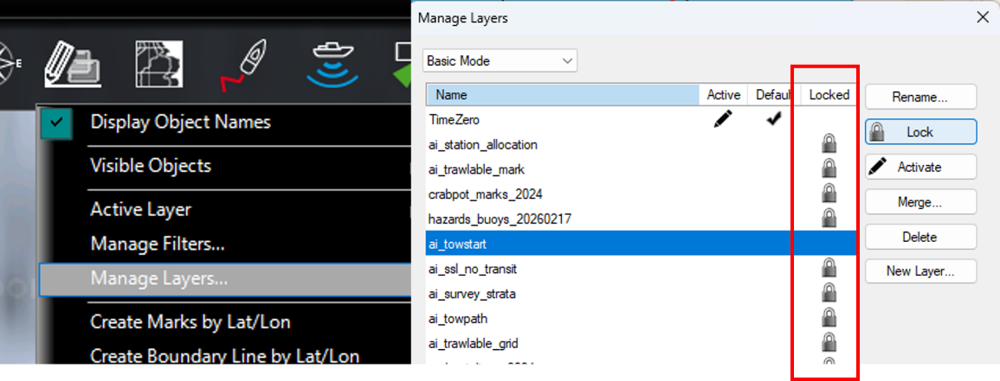 E
Display Object Names
Visible Objects
Active Layer
Manage Filters...
Manage Layers...
Create Marks by Lat/Lon
Create Boundary Line by Lat/Lon
Manage Layers
Basic Mode
Name Active Defaul Locked
TimeZero
ai_station_allocation
ai_trawlable_mark
crabpot_marks_2024
hazards_buoys_20260217
ai_towstart
ai_ssl_no_transit
ai_survey_strata
ai_towpath
ai_trawlable_grid
Rename...
Lock
Activate
Merge...
Delete
New Layer...